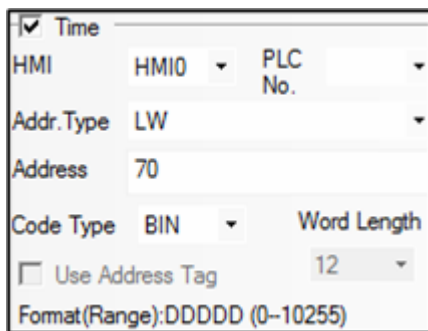 Time
HMI HMI0 PLC No.
Addr.Type LW
Address 70
Code Type BIN Word Length
12
Use Address Tag
Format(Range):DDDDD (0--10255)